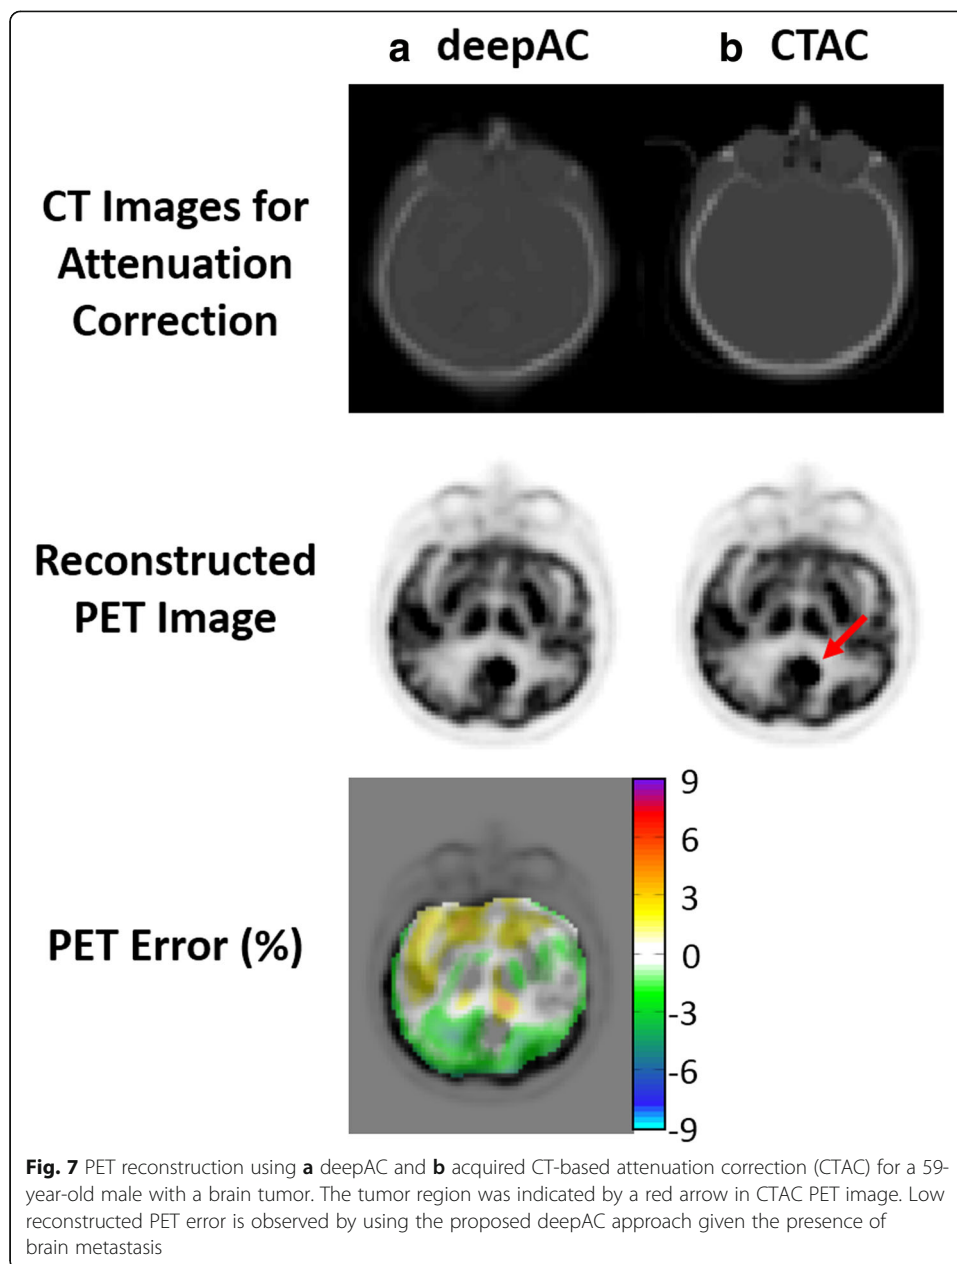 a deepAC
b CTAC
CT Images for
Attenuation
Correction
Reconstructed
PET Image
PET Error (%)
9
6
3
0
-3
-6
-9
Fig. 7 PET reconstruction using a deepAC and b acquired CT-based attenuation correction (CTAC) for a 59-
year-old male with a brain tumor. The tumor region was indicated by a red arrow in CTAC PET image. Low
reconstructed PET error is observed by using the proposed deepAC approach given the presence of
brain metastasis